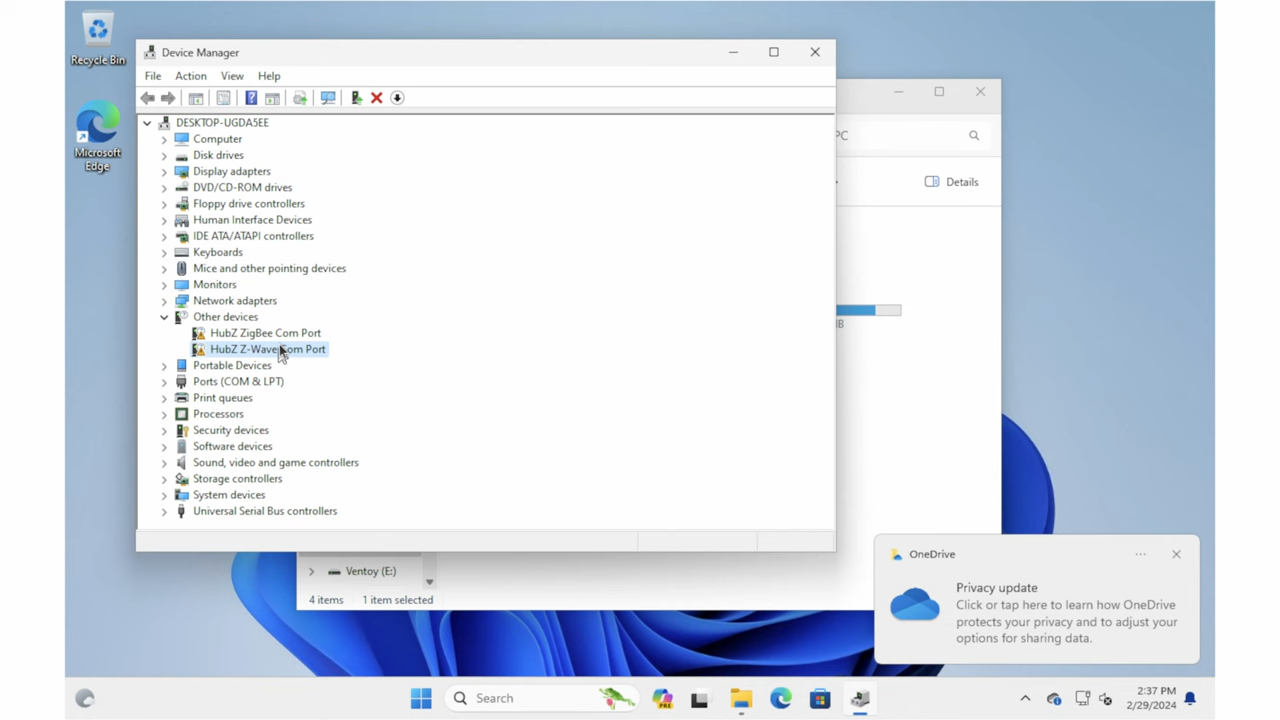 Recycle Bin
Microsoft
Edge
Device Manager
File Action View Help
DESKTOP-UGDA5EE
Computer
Disk drives
Display adapters
DVD/CD-ROM drives
Floppy drive controllers
Human Interface Devices
IDE ATA/ATAPI controllers
Keyboards
Mice and other pointing devices
Monitors
Network adapters
Other devices
HubZ ZigBee Com Port
HubZ Z-Wave Com Port
Portable Devices
Ports (COM & LPT)
Print queues
Processors
Security devices
Software devices
Sound, video and game controllers
Storage controllers
System devices
Universal Serial Bus controllers
PC
Details
Ventoy (E:)
4 items 1 item selected
OneDrive
Privacy update
Click or tap here to learn how OneDrive
protects your privacy and to adjust your
options for sharing data.
Search
PRE
2:37 PM
2/29/2024